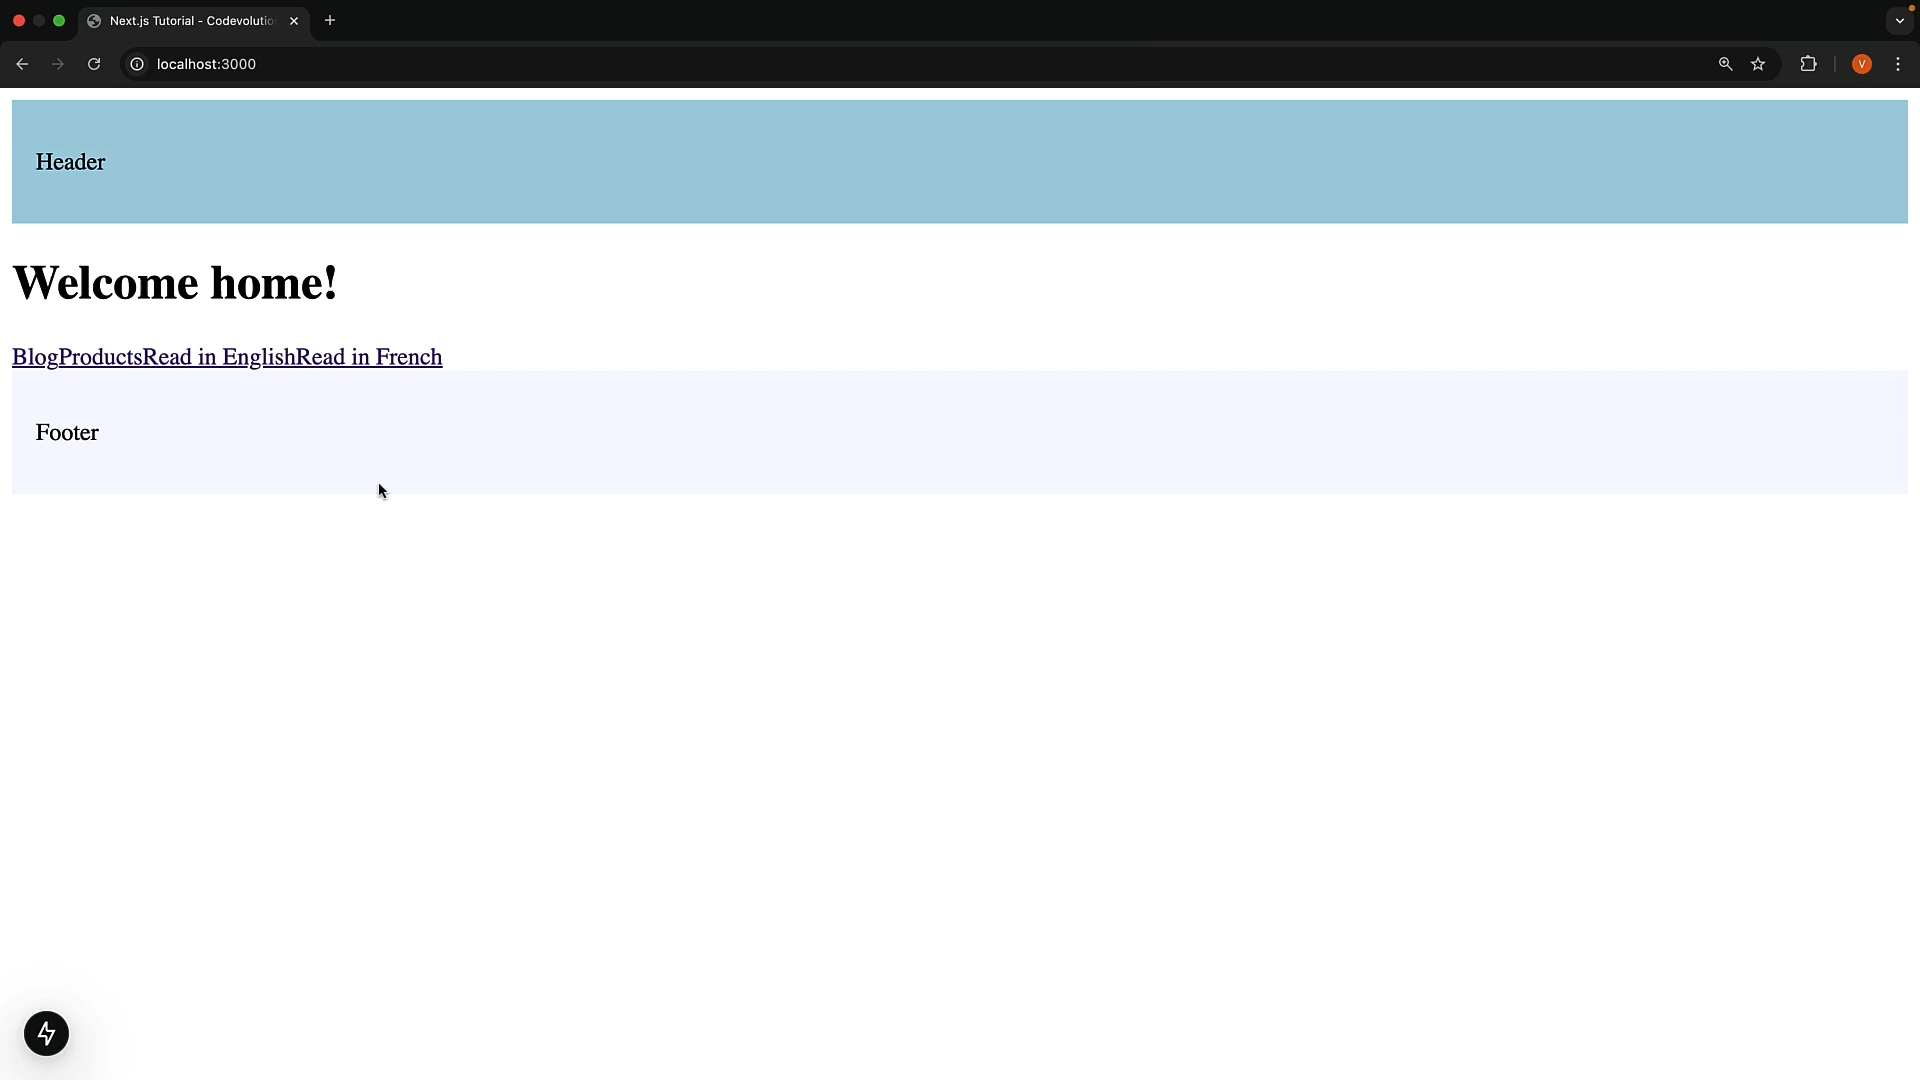 Next.js Tutorial - Codevolutio
localhost:3000
V
Header
Welcome home!
BlogProductsRead in EnglishRead in French
Footer